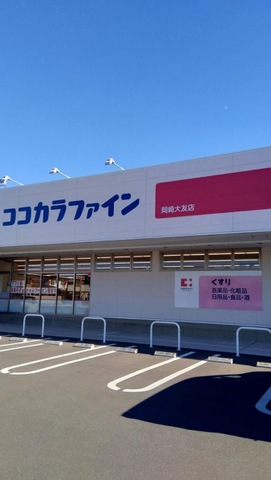 ココカラファイン
岡崎大友店
くすり
医薬品・化粧品
日用品・食品・酒